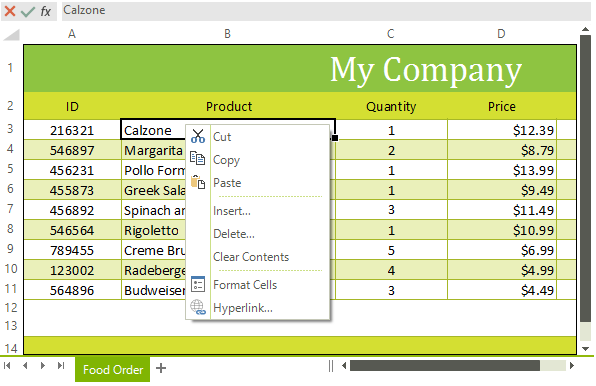 fx Calzone
A B C D
1 My Company
2 ID Product Quantity Price
3 216321 Calzone 1 $12.39
4 546897 Margarita Cut 2 $8.79
5 456231 Pollo Form Copy 1 $13.99
6 455873 Greek Sala Paste 1 $9.49
7 456892 Spinach an Insert... 3 $11.49
8 546564 Rigoletto Delete... 1 $10.99
9 789455 Creme Bru Clear Contents 5 $6.99
10 123002 Radeberge Format Cells 4 $4.99
11 564896 Budweiser Hyperlink... 3 $4.49
12
13
14
Food Order